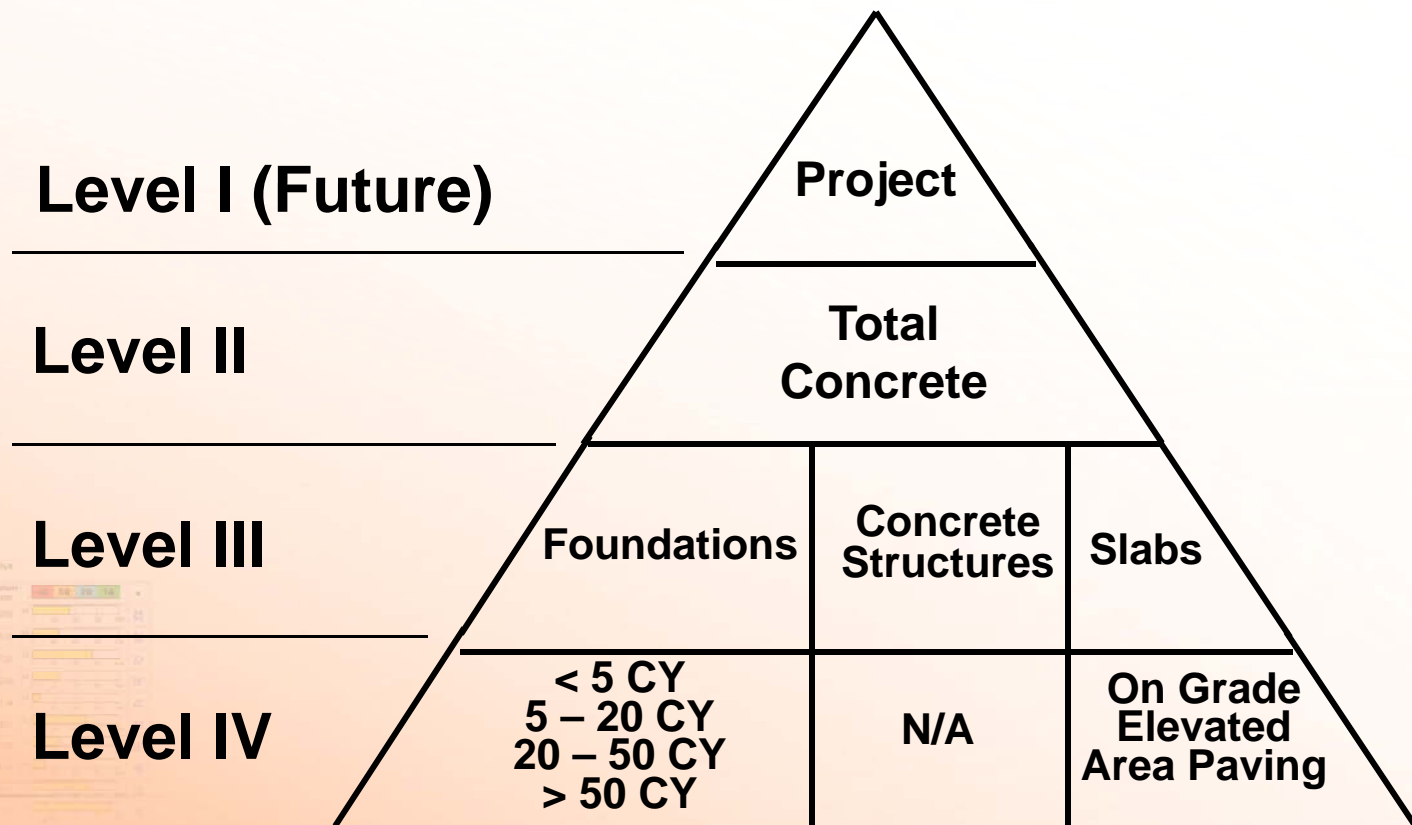 Level I (Future)
Project
Level II
Total
Concrete
Level III
Foundations
Concrete
Structures
Slabs
Level IV
< 5 CY
5 – 20 CY
20 – 50 CY
> 50 CY
N/A
On Grade
Elevated
Area Paving